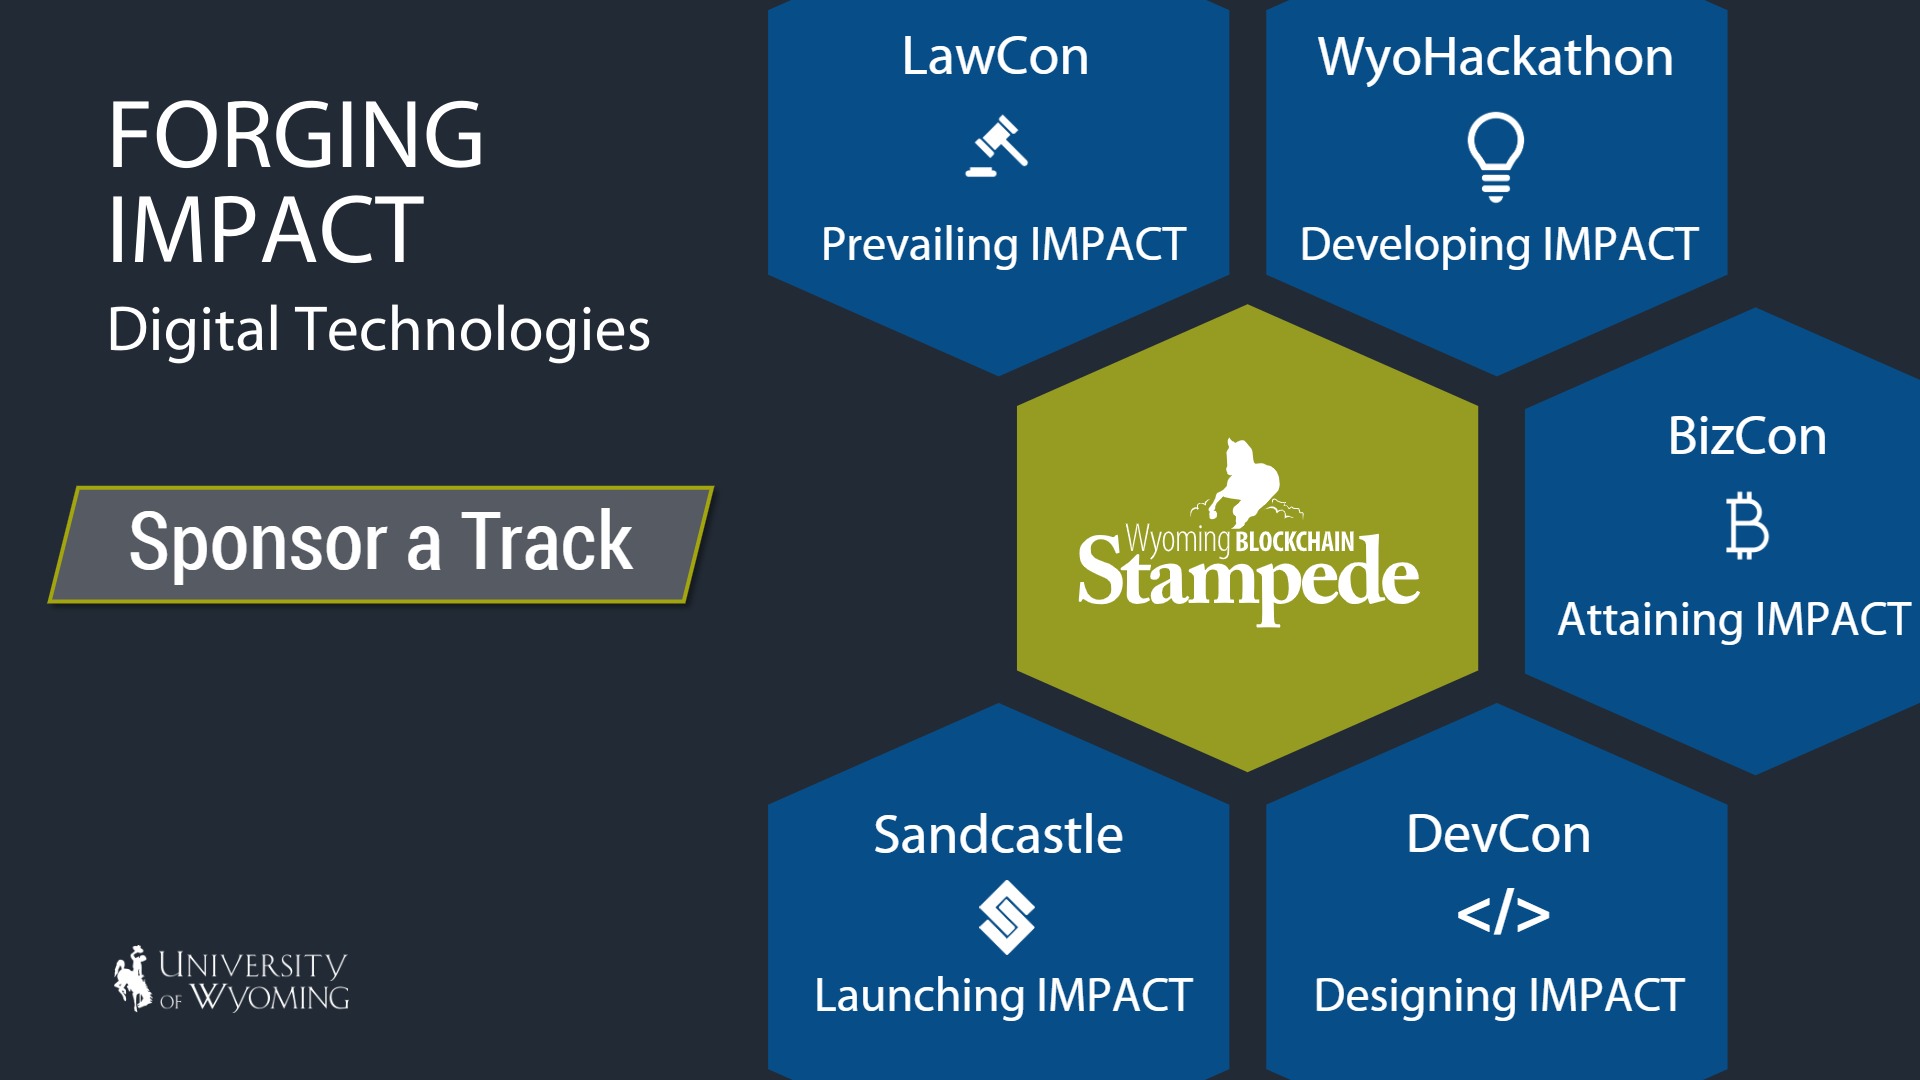 FORGING
IMPACT
Digital Technologies
Sponsor a Track
UNIVERSITY
OF WYOMING
LawCon
Prevailing IMPACT
WyoHackathon
Developing IMPACT
Wyoming BLOCKCHAIN
Stampede
BizCon
Attaining IMPACT
Sandcastle
Launching IMPACT
DevCon
</>
Designing IMPACT